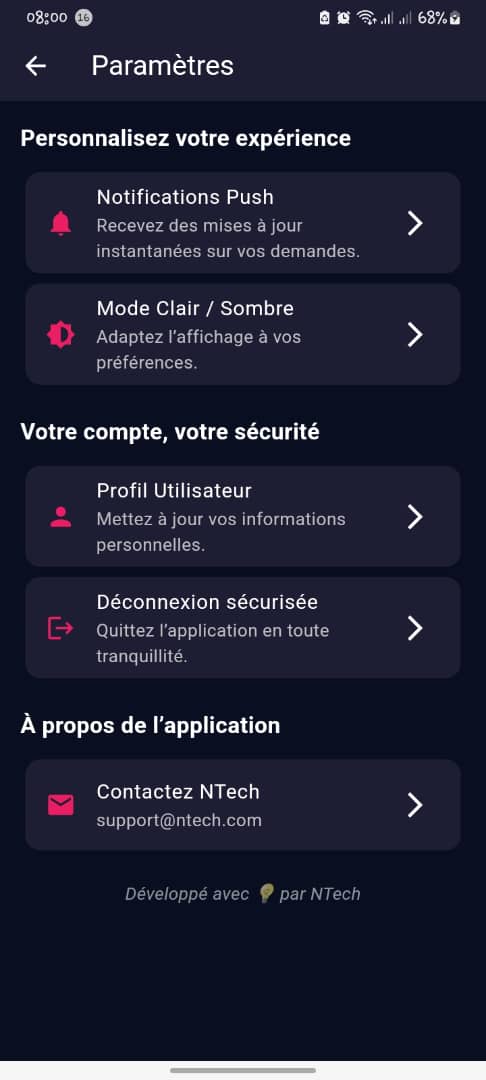 08:00 16 68%
Paramètres
Personnalisez votre expérience
Notifications Push
Recevez des mises à jour
instantanées sur vos demandes.
Mode Clair / Sombre
Adaptez l’affichage à vos
préférences.
Votre compte, votre sécurité
Profil Utilisateur
Mettez à jour vos informations
personnelles.
Déconnexion sécurisée
Quittez l’application en toute
tranquillité.
À propos de l’application
Contactez NTech
support@ntech.com
Développé avec 💡 par NTech